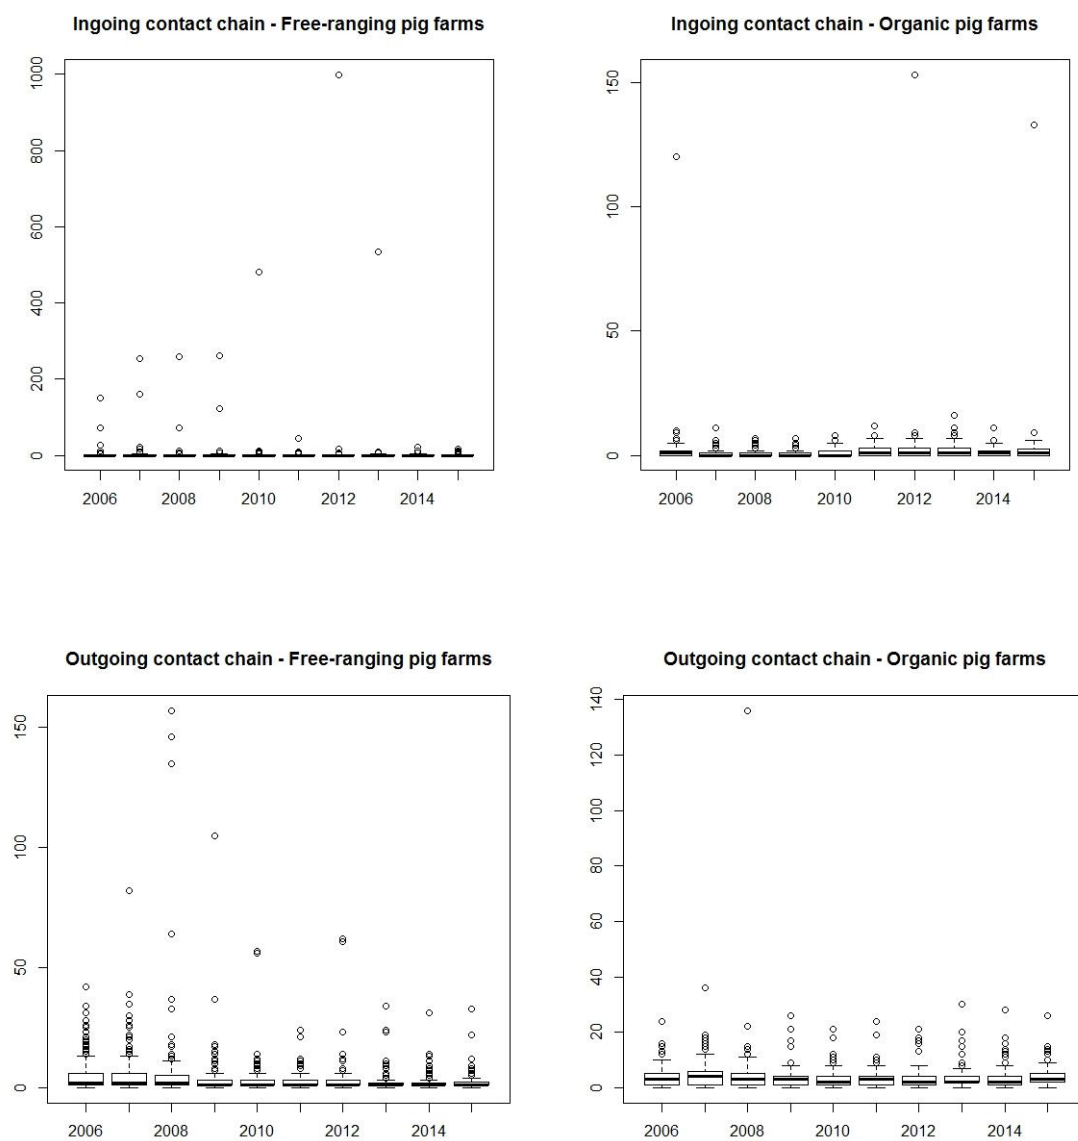 Ingoing contact chain - Free-ranging pig farms
1000
800
600
400
200
0
2006 2008 2010 2012 2014
Ingoing contact chain - Organic pig farms
150
100
50
0
2006 2008 2010 2012 2014
Outgoing contact chain - Free-ranging pig farms
150
100
50
0
2006 2008 2010 2012 2014
Outgoing contact chain - Organic pig farms
140
120
100
80
60
40
20
0
2006 2008 2010 2012 2014